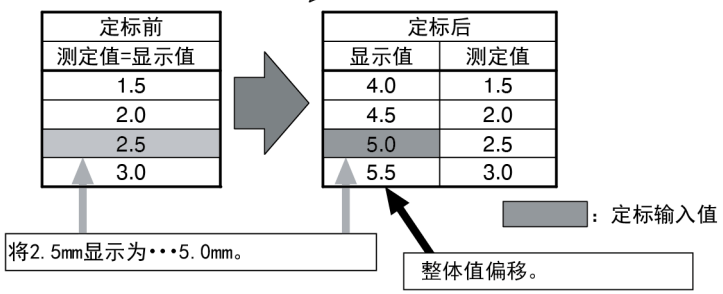 定标前 定标后
测定值=显示值 显示值 测定值
1.5 4.0 1.5
2.0 4.5 2.0
2.5 5.0 2.5
3.0 5.5 3.0
：定标输入值
将2.5mm显示为・・・5.0mm。
整体值偏移。